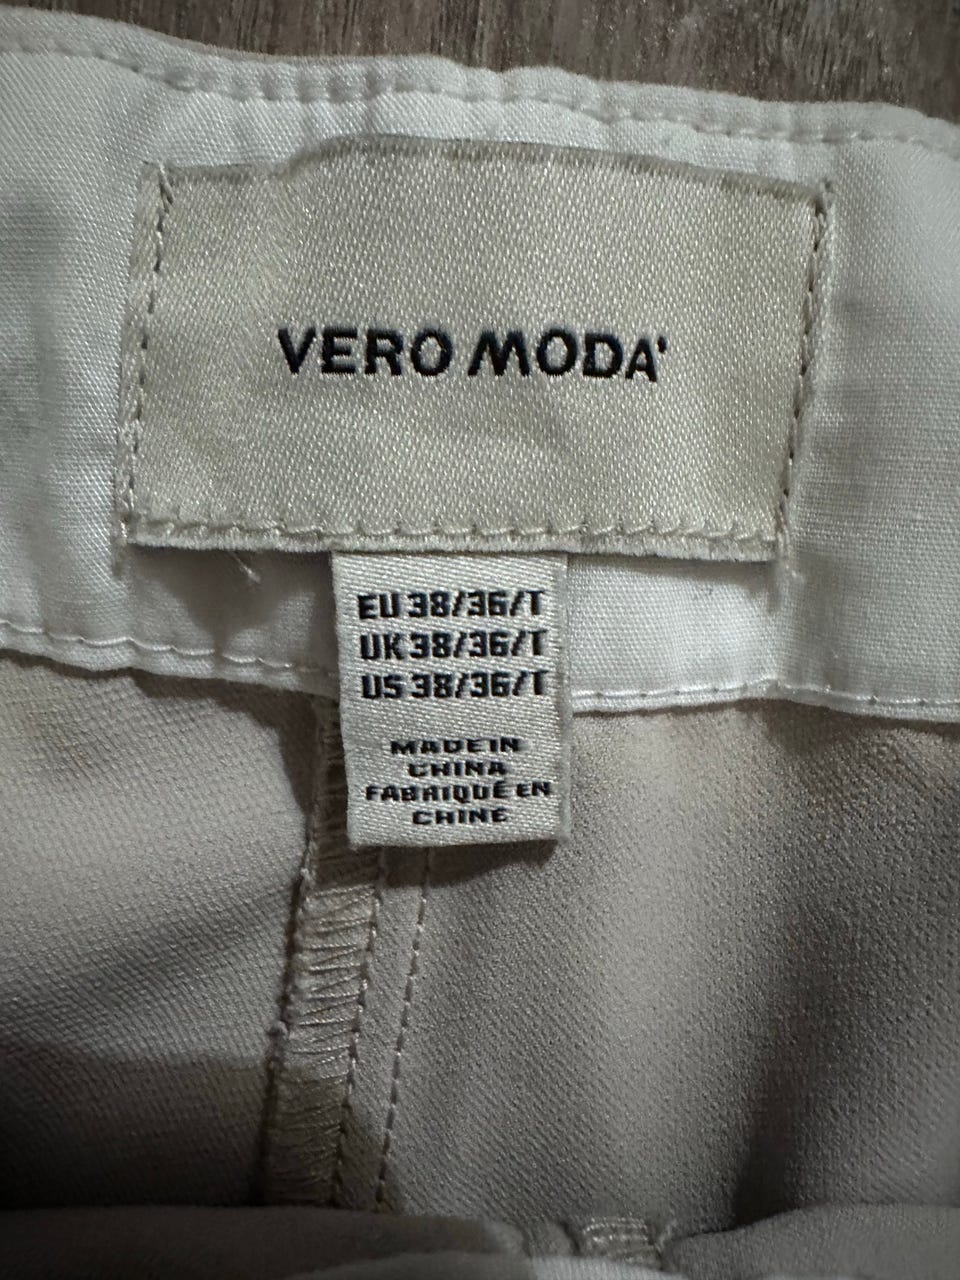 VERO MODA
EU 38/36/T
UK 38/36/T
US 38/36/T
MADE IN
CHINA
FABRIQUÉ EN
CHINE